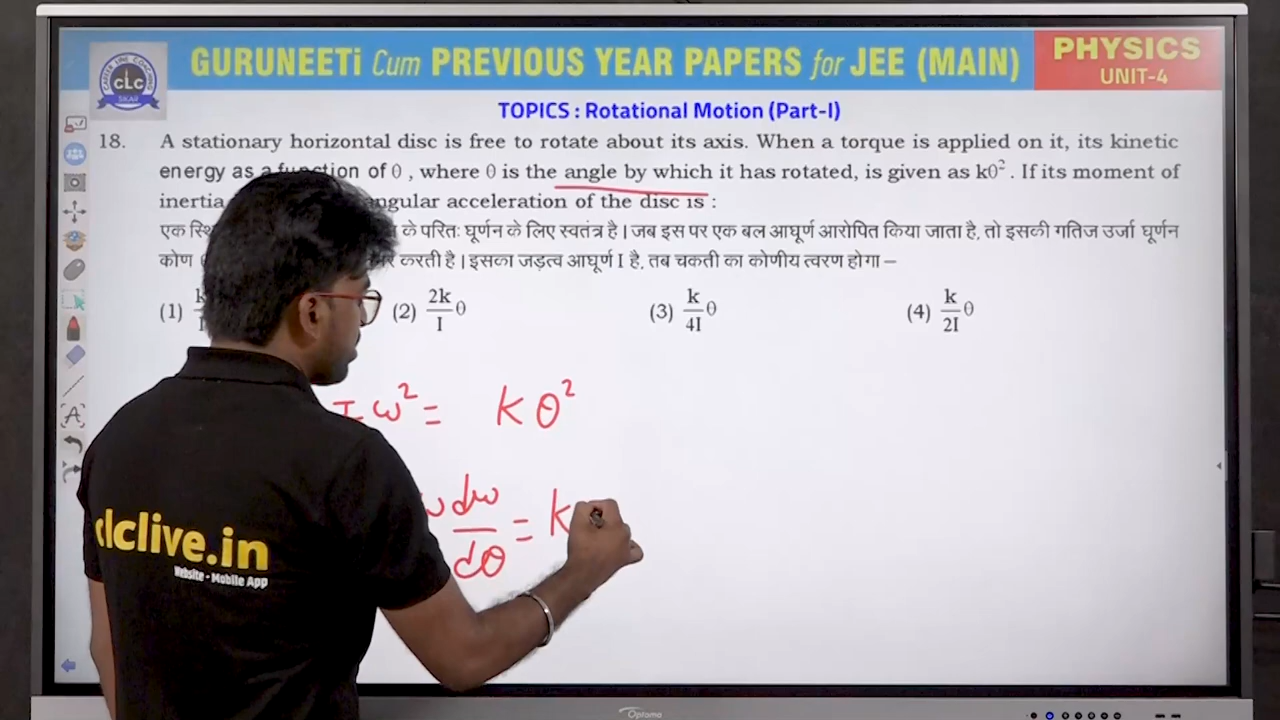 GURUNEETi Cum PREVIOUS YEAR PAPERS for JEE (MAIN)
PHYSICS
UNIT-4
CLC
SIKAR
TOPICS : Rotational Motion (Part-I)
18. A stationary horizontal disc is free to rotate about its axis. When a torque is applied on it, its kinetic
energy as a function of θ , where θ is the angle by which it has rotated, is given as kθ². If its moment of
inertia angular acceleration of the disc is :
एक के परितः घूर्णन के लिए स्वतंत्र है। जब इस पर एक बल आघूर्ण आरोपित किया जाता है, तो इसकी गतिज उर्जा घूर्णन
कोण करती है। इसका जड़त्व आघूर्ण I है, तब चकती का कोणीय त्वरण होगा –
(1) k (2) 2k/I θ (3) k/4I θ (4) k/2I θ
I ω² = kθ²
ω dω/dθ = k
clclive.in
Website - Mobile App
Optoma